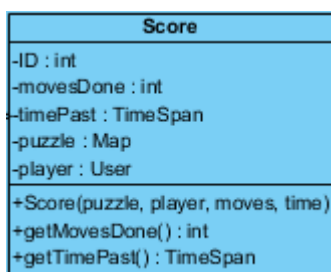 Score
-ID : int
-movesDone : int
-timePast : TimeSpan
-puzzle : Map
-player : User
+Score(puzzle, player, moves, time)
+getMovesDone() : int
+getTimePast() : TimeSpan